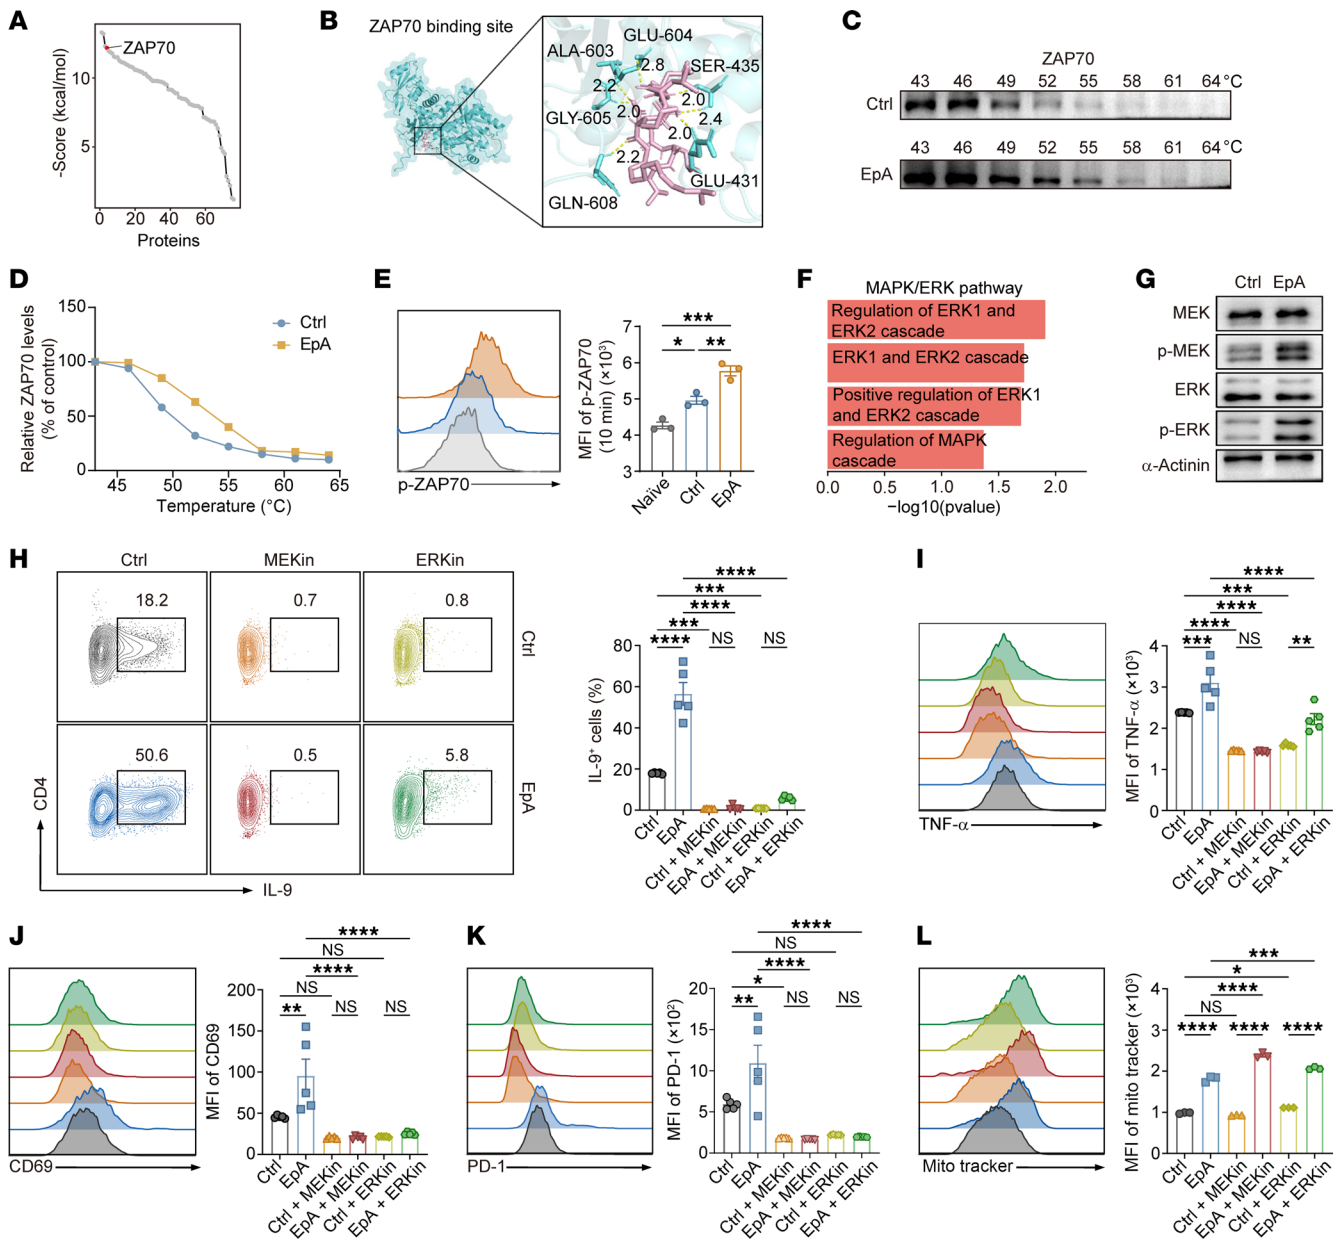 A
ZAP70
10
5
-Score (kcal/mol)
0 20 40 60
Proteins
B
ZAP70 binding site
ALA-603
GLU-604
SER-435
GLY-605
GLU-431
GLN-608
2.8
2.2
2.0
2.0
2.4
2.0
2.2
C
ZAP70
43 46 49 52 55 58 61 64 °C
Ctrl
43 46 49 52 55 58 61 64 °C
EpA
D
150
100
50
0
Relative ZAP70 levels
(% of control)
Ctrl
EpA
45 50 55 60 65
Temperature (°C)
E
p-ZAP70
MFI of p-ZAP70
(10 min) (×10³)
7
6
5
4
3
***
* **
Naïve Ctrl EpA
F
MAPK/ERK pathway
Regulation of ERK1 and
ERK2 cascade
ERK1 and ERK2 cascade
Positive regulation of ERK1
and ERK2 cascade
Regulation of MAPK
cascade
0.0 0.5 1.0 1.5 2.0
−log10(pvalue)
G
Ctrl EpA
MEK
p-MEK
ERK
p-ERK
α-Actinin
H
Ctrl MEKin ERKin
18.2 0.7 0.8
Ctrl
50.6 0.5 5.8
EpA
CD4
IL-9
IL-9⁺ cells (%)
80
60
40
20
0
****
***
****
***
**** NS NS
Ctrl
EpA
Ctrl + MEKin
EpA + MEKin
Ctrl + ERKin
EpA + ERKin
I
TNF-α
MFI of TNF-α (×10³)
4
3
2
1
0
****
***
****
****
*** NS **
Ctrl
EpA
Ctrl + MEKin
EpA + MEKin
Ctrl + ERKin
EpA + ERKin
J
CD69
MFI of CD69
200
150
100
50
0
****
NS
****
NS
** NS NS
Ctrl
EpA
Ctrl + MEKin
EpA + MEKin
Ctrl + ERKin
EpA + ERKin
K
PD-1
MFI of PD-1 (×10²)
20
15
10
5
0
****
NS
****
*
** NS NS
Ctrl
EpA
Ctrl + MEKin
EpA + MEKin
Ctrl + ERKin
EpA + ERKin
L
Mito tracker
MFI of mito tracker (×10³)
4
3
2
1
0
***
*
****
NS
**** **** ****
Ctrl
EpA
Ctrl + MEKin
EpA + MEKin
Ctrl + ERKin
EpA + ERKin